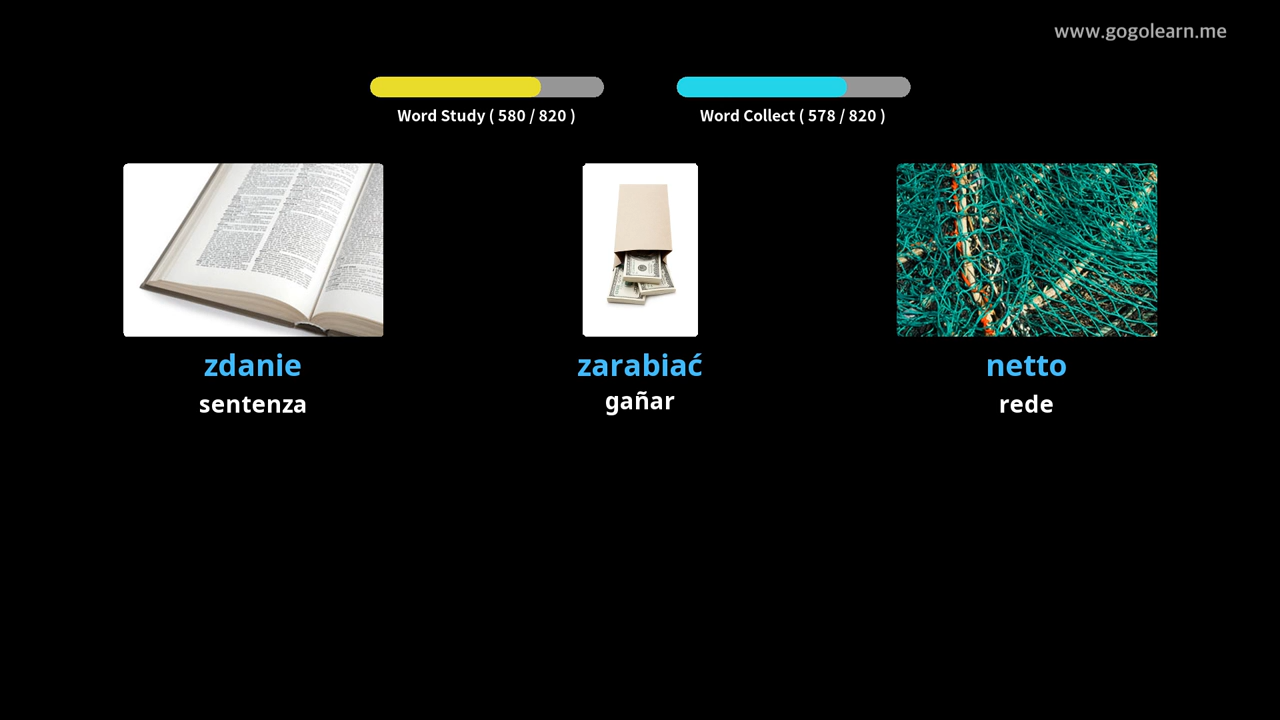 www.gogolearn.me
Word Study ( 580 / 820 )
Word Collect ( 578 / 820 )
zdanie
sentenza
zarabiać
gañar
netto
rede